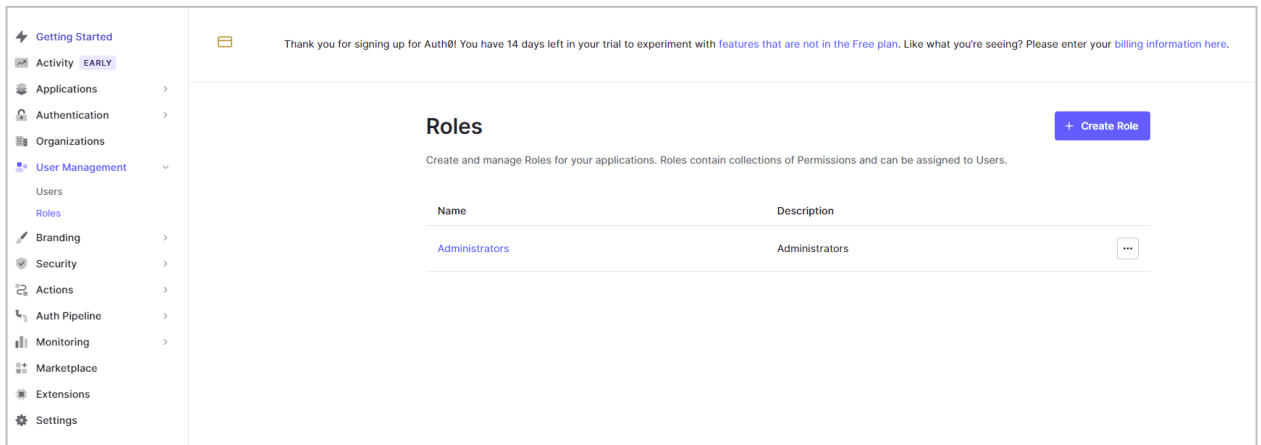 Getting Started
Activity EARLY
Applications
Authentication
Organizations
User Management
Users
Roles
Branding
Security
Actions
Auth Pipeline
Monitoring
Marketplace
Extensions
Settings
Thank you for signing up for Auth0! You have 14 days left in your trial to experiment with features that are not in the Free plan. Like what you're seeing? Please enter your billing information here.
Roles
+ Create Role
Create and manage Roles for your applications. Roles contain collections of Permissions and can be assigned to Users.
Name Description
Administrators Administrators